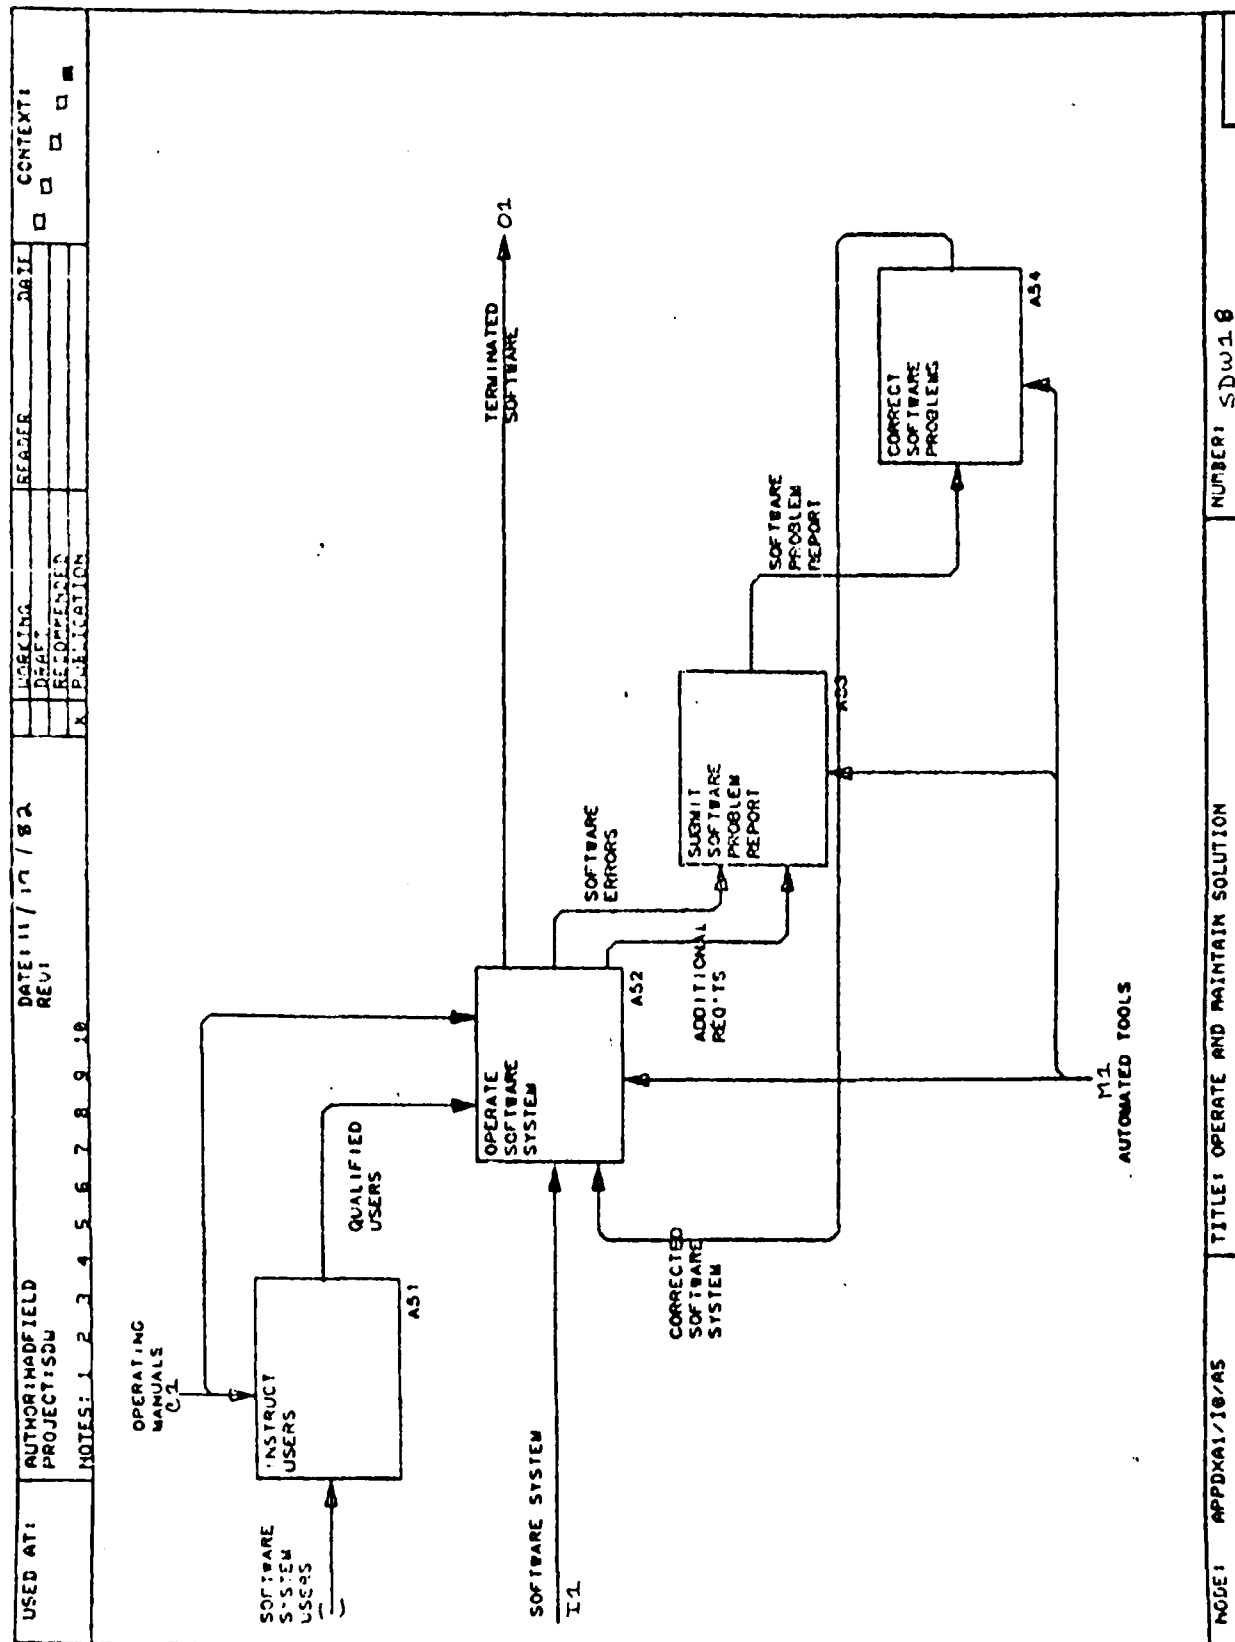 USED AT:
AUTHOR:HADFIELD
PROJECT:SDW
NOTES: 1 2 3 4 5 6 7 8 9 10
DATE: 11/17/82
REV:
WORKING
DRAFT
RECOMMENDED
X PUBLICATION
READER DATE
CONTEXT:
OPERATING
MANUALS
C1
SOFTWARE
SYSTEM
USERS
INSTRUCT
USERS
A51
QUALIFIED
USERS
SOFTWARE SYSTEM
I1
OPERATE
SOFTWARE
SYSTEM
A52
TERMINATED
SOFTWARE
O1
SOFTWARE
ERRORS
ADDITIONAL
REQ'TS
CORRECTED
SOFTWARE
SYSTEM
SUBMIT
SOFTWARE
PROBLEM
REPORT
A53
SOFTWARE
PROBLEM
REPORT
CORRECT
SOFTWARE
PROBLEMS
A54
M1
AUTOMATED TOOLS
NODE: APPDXA1/10/A5
TITLE: OPERATE AND MAINTAIN SOLUTION
NUMBER: SDW18